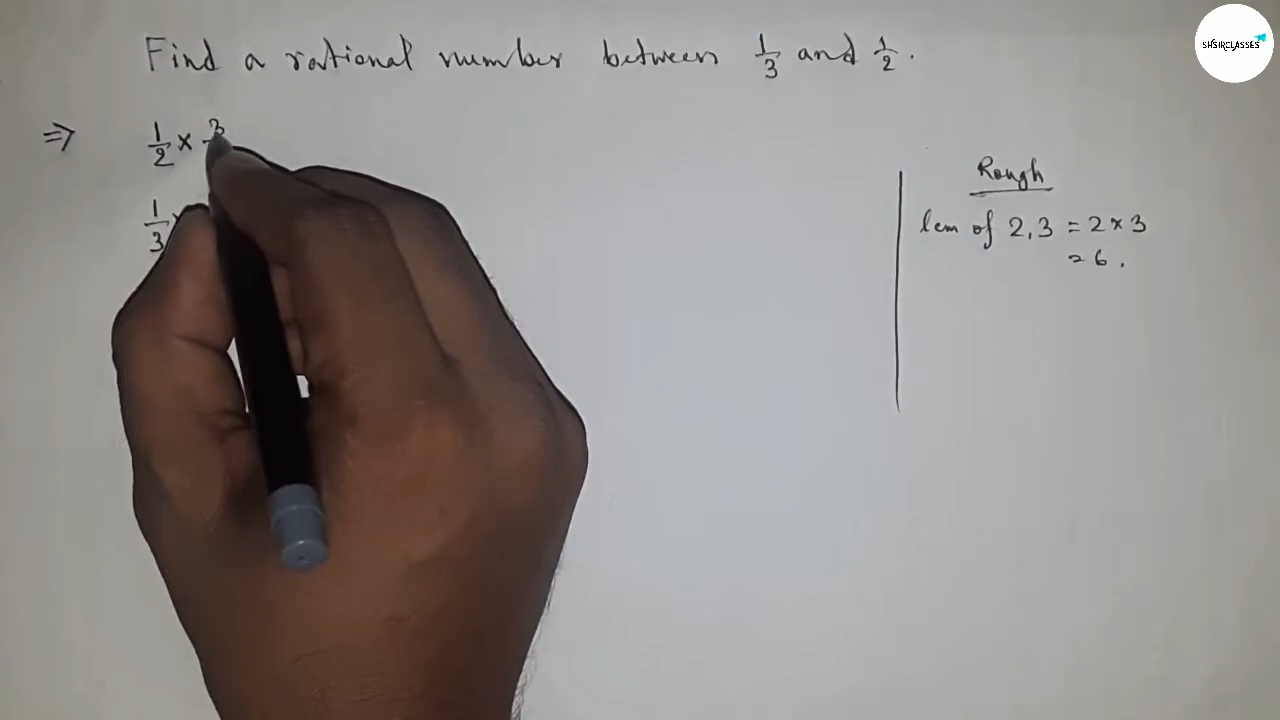 Find a rational number between 1/3 and 1/2.
SHSIRCLASSES
⇒ 1/2 × 3
1/3
Rough
lcm of 2, 3 = 2 × 3
= 6.